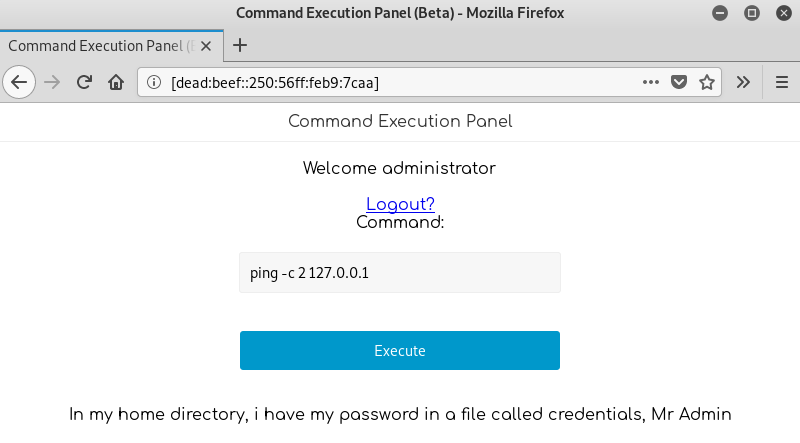 Command Execution Panel (Beta) - Mozilla Firefox
Command Execution Panel (
[dead:beef::250:56ff:feb9:7caa]
Command Execution Panel
Welcome administrator
Logout?
Command:
ping -c 2 127.0.0.1
Execute
In my home directory, i have my password in a file called credentials, Mr Admin